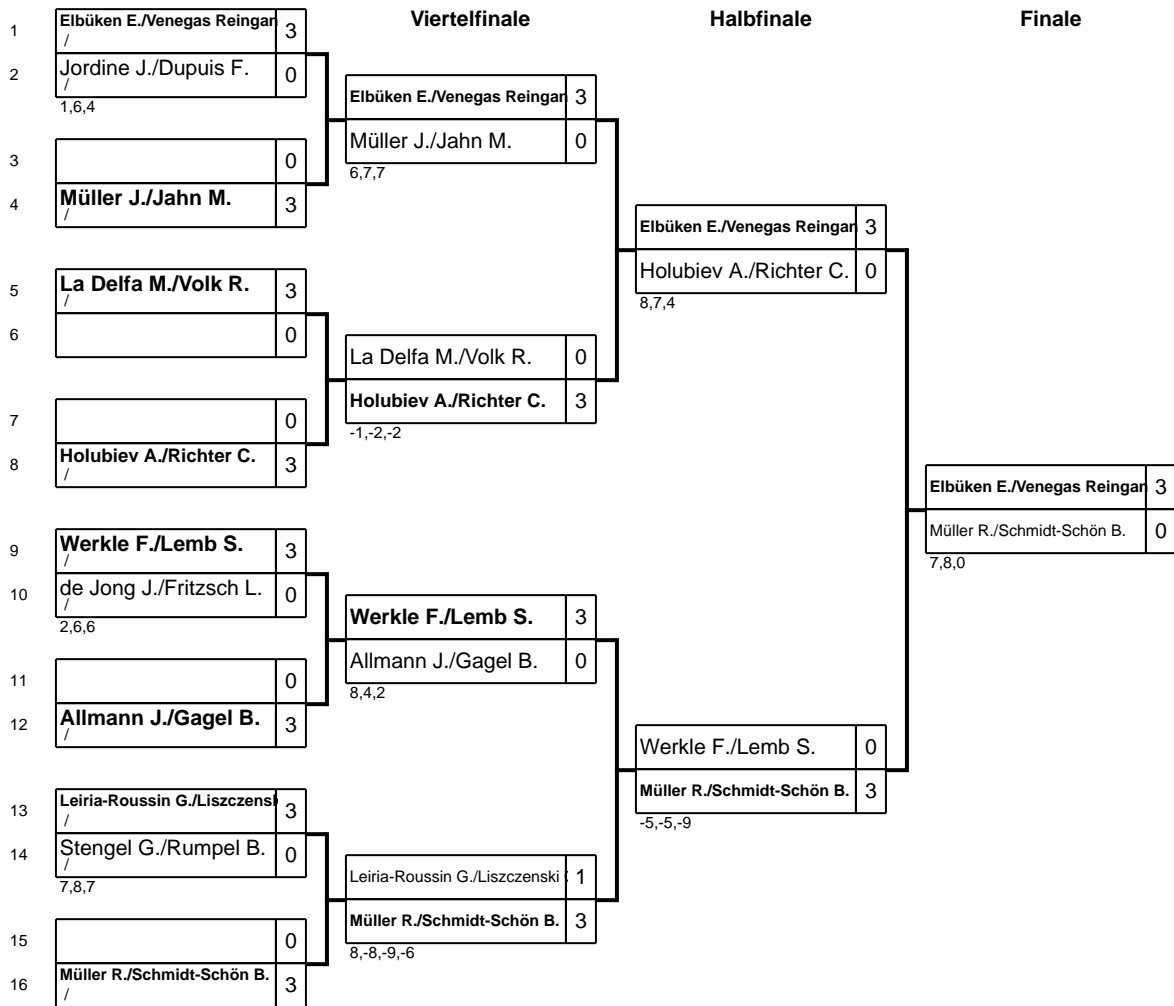 Viertelfinale Halbfinale Finale
1 Elbüken E./Venegas Reingan 3
/
2 Jordine J./Dupuis F. 0
/
1,6,4
3 0
4 Müller J./Jahn M. 3
/
5 La Delfa M./Volk R. 3
/
6 0
7 0
8 Holubiev A./Richter C. 3
/
9 Werkle F./Lemb S. 3
/
10 de Jong J./Fritzsch L. 0
/
2,6,6
11 0
12 Allmann J./Gagel B. 3
/
13 Leiria-Roussin G./Liszczensl 3
/
14 Stengel G./Rumpel B. 0
/
7,8,7
15 0
16 Müller R./Schmidt-Schön B. 3
/
Elbüken E./Venegas Reingan 3
Müller J./Jahn M. 0
6,7,7
La Delfa M./Volk R. 0
Holubiev A./Richter C. 3
-1,-2,-2
Werkle F./Lemb S. 3
Allmann J./Gagel B. 0
8,4,2
Leiria-Roussin G./Liszczenski 1
Müller R./Schmidt-Schön B. 3
8,-8,-9,-6
Elbüken E./Venegas Reingan 3
Holubiev A./Richter C. 0
8,7,4
Werkle F./Lemb S. 0
Müller R./Schmidt-Schön B. 3
-5,-5,-9
Elbüken E./Venegas Reingan 3
Müller R./Schmidt-Schön B. 0
7,8,0